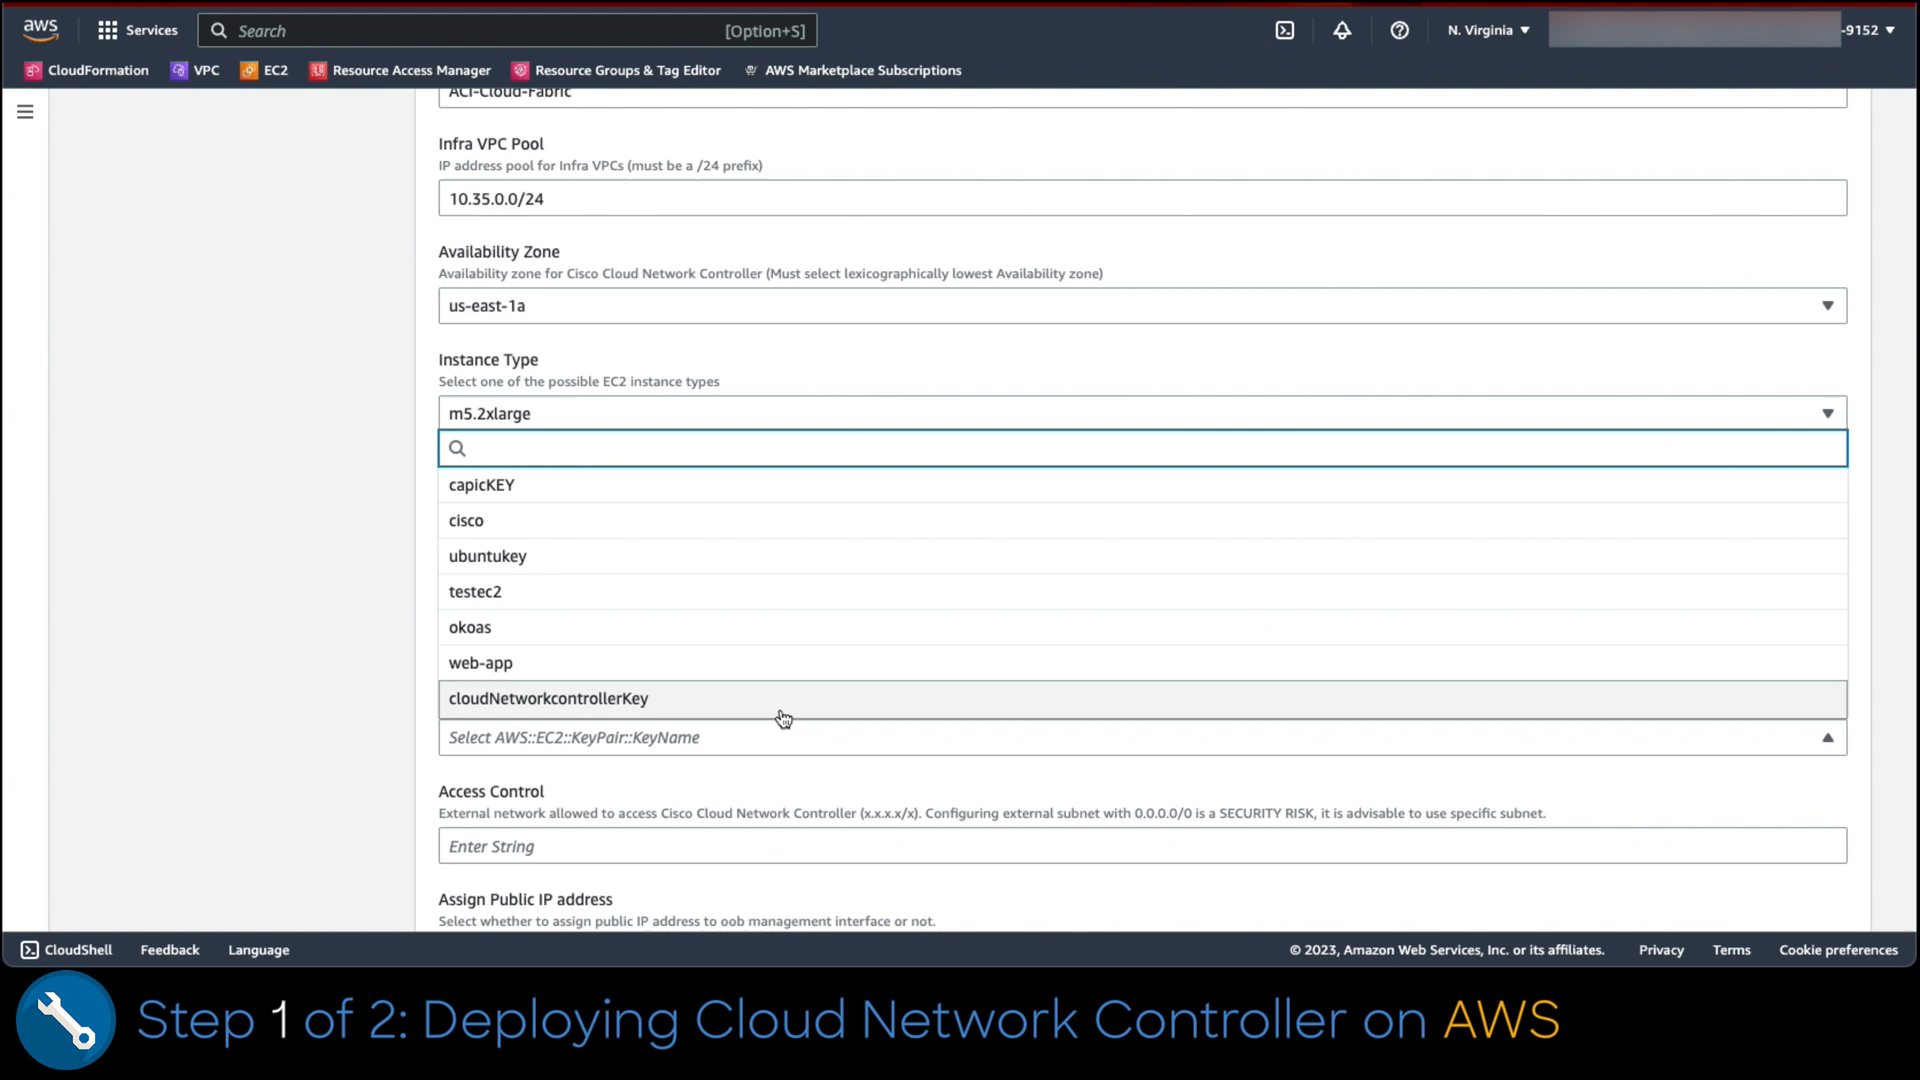 aws
Services
Search
[Option+S]
N. Virginia
-9152
CloudFormation
VPC
EC2
Resource Access Manager
Resource Groups & Tag Editor
AWS Marketplace Subscriptions
ACI-Cloud-Fabric
Infra VPC Pool
IP address pool for Infra VPCs (must be a /24 prefix)
10.35.0.0/24
Availability Zone
Availability zone for Cisco Cloud Network Controller (Must select lexicographically lowest Availability zone)
us-east-1a
Instance Type
Select one of the possible EC2 instance types
m5.2xlarge
capicKEY
cisco
ubuntukey
testec2
okoas
web-app
cloudNetworkcontrollerKey
Select AWS::EC2::KeyPair::KeyName
Access Control
External network allowed to access Cisco Cloud Network Controller (x.x.x.x/x). Configuring external subnet with 0.0.0.0/0 is a SECURITY RISK, it is advisable to use specific subnet.
Enter String
Assign Public IP address
Select whether to assign public IP address to oob management interface or not.
CloudShell
Feedback
Language
© 2023, Amazon Web Services, Inc. or its affiliates.
Privacy
Terms
Cookie preferences
Step 1 of 2: Deploying Cloud Network Controller on AWS